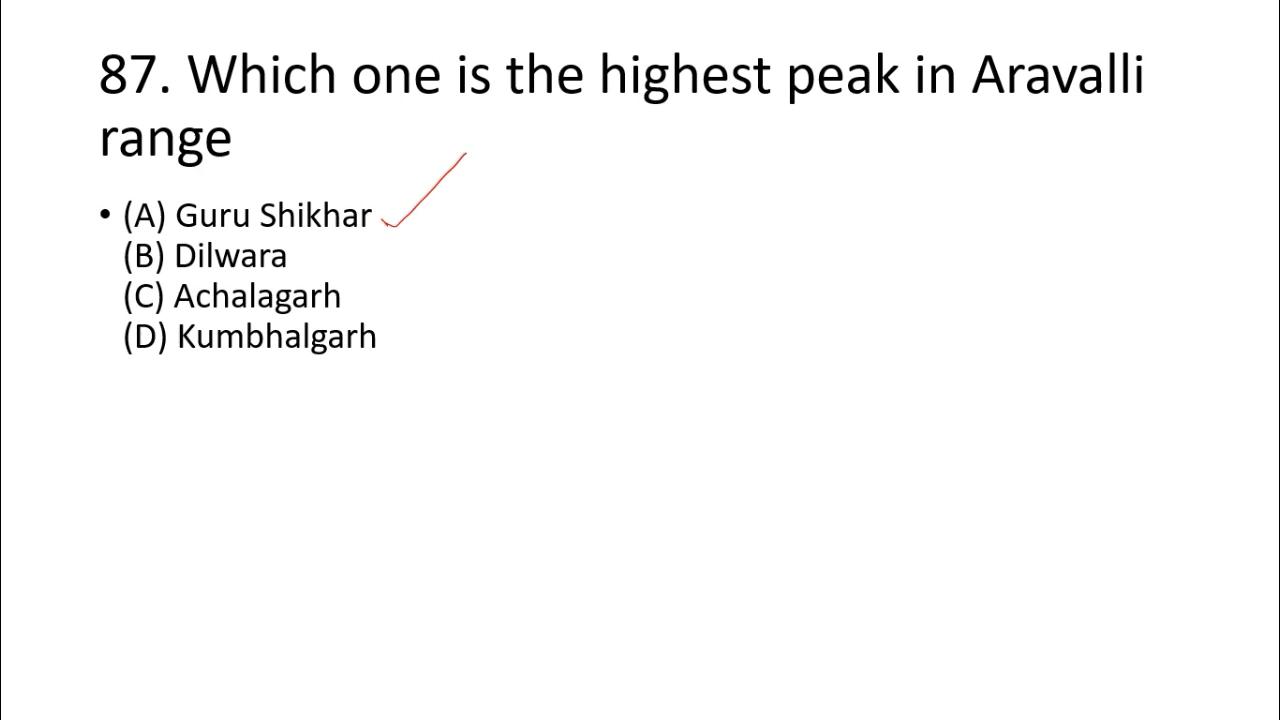 87. Which one is the highest peak in Aravalli
range
• (A) Guru Shikhar
(B) Dilwara
(C) Achalagarh
(D) Kumbhalgarh